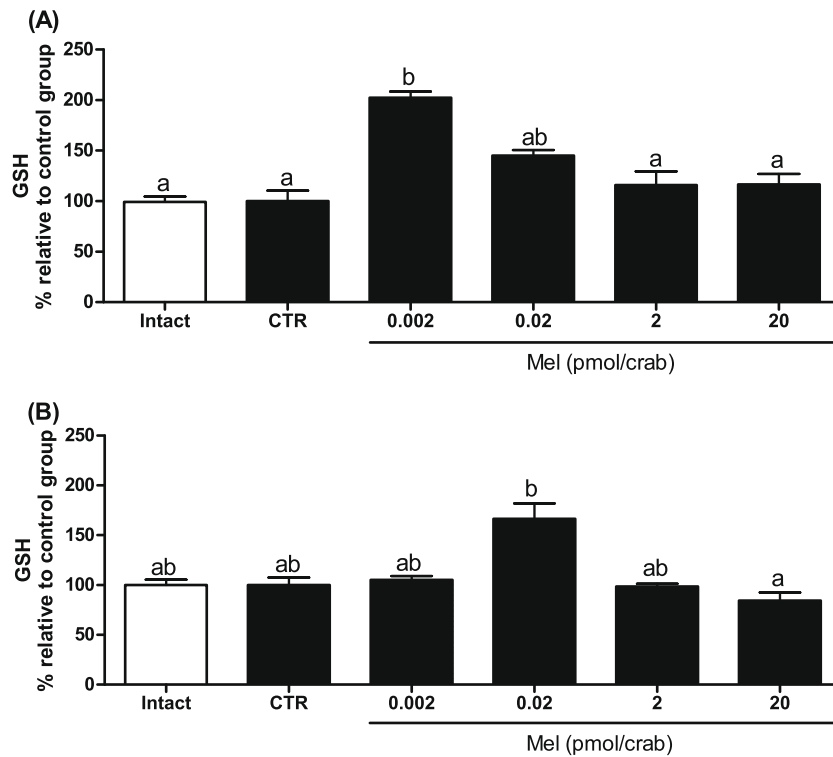 (A)
250
200
150
100
50
0
GSH
% relative to control group
a
a
b
ab
a
a
Intact
CTR
0.002
0.02
2
20
Mel (pmol/crab)
(B)
250
200
150
100
50
0
GSH
% relative to control group
ab
ab
ab
b
ab
a
Intact
CTR
0.002
0.02
2
20
Mel (pmol/crab)